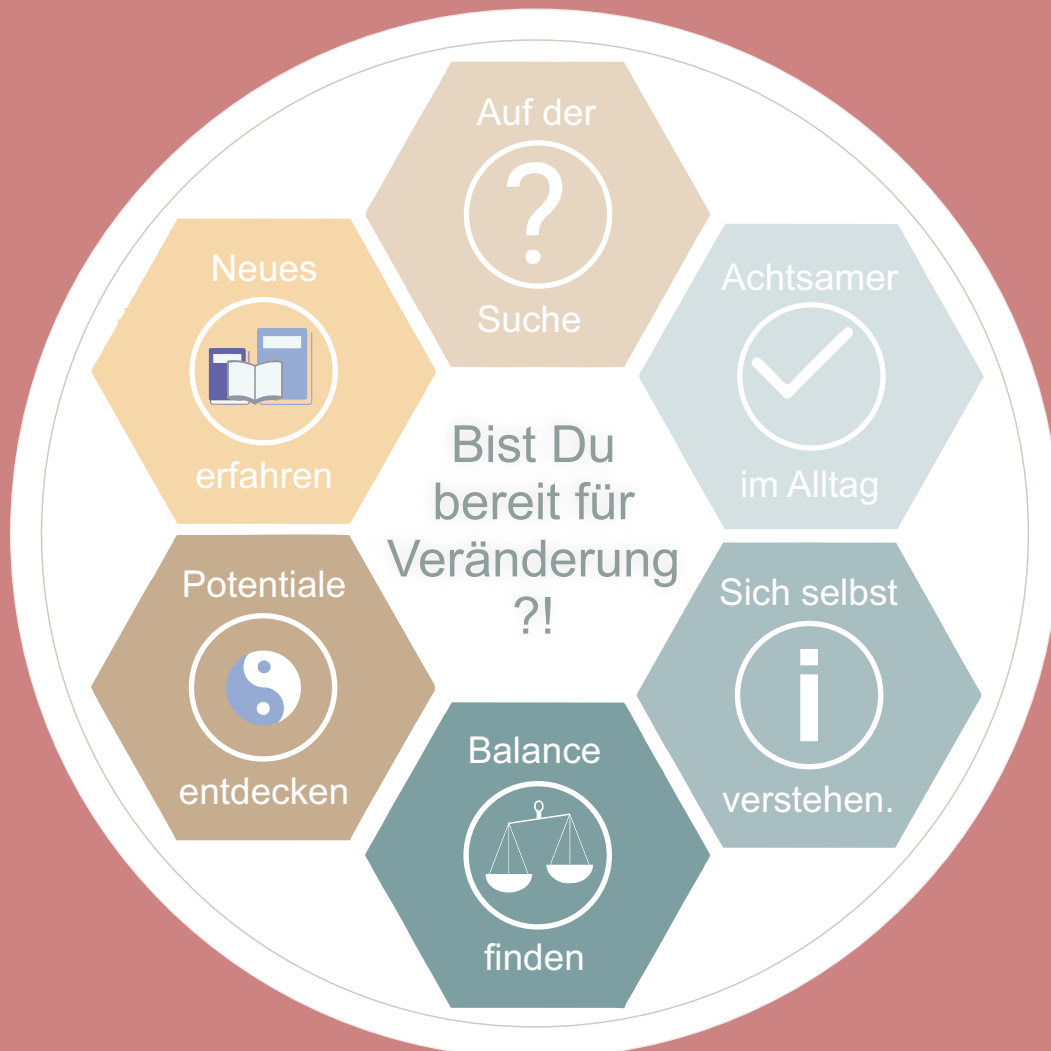 Auf der
?
Suche
Achtsamer
im Alltag
Sich selbst
i
verstehen.
Balance
finden
Potentiale
entdecken
Neues
erfahren
Bist Du
bereit für
Veränderung
?!